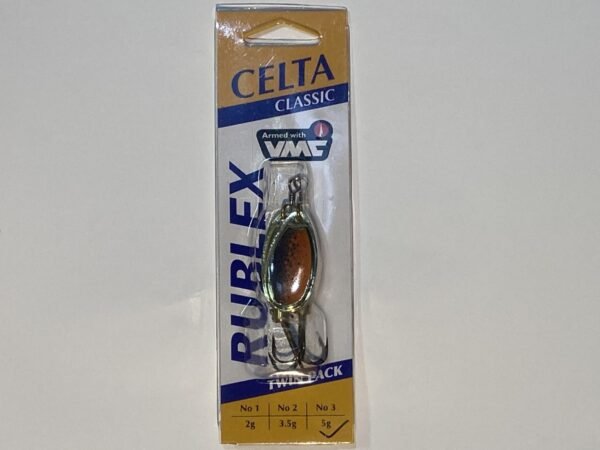 CELTA
CLASSIC
Armed with
VMC
RUBLEX
TWIN PACK
No 1 No 2 No 3
2g 3.5g 5g